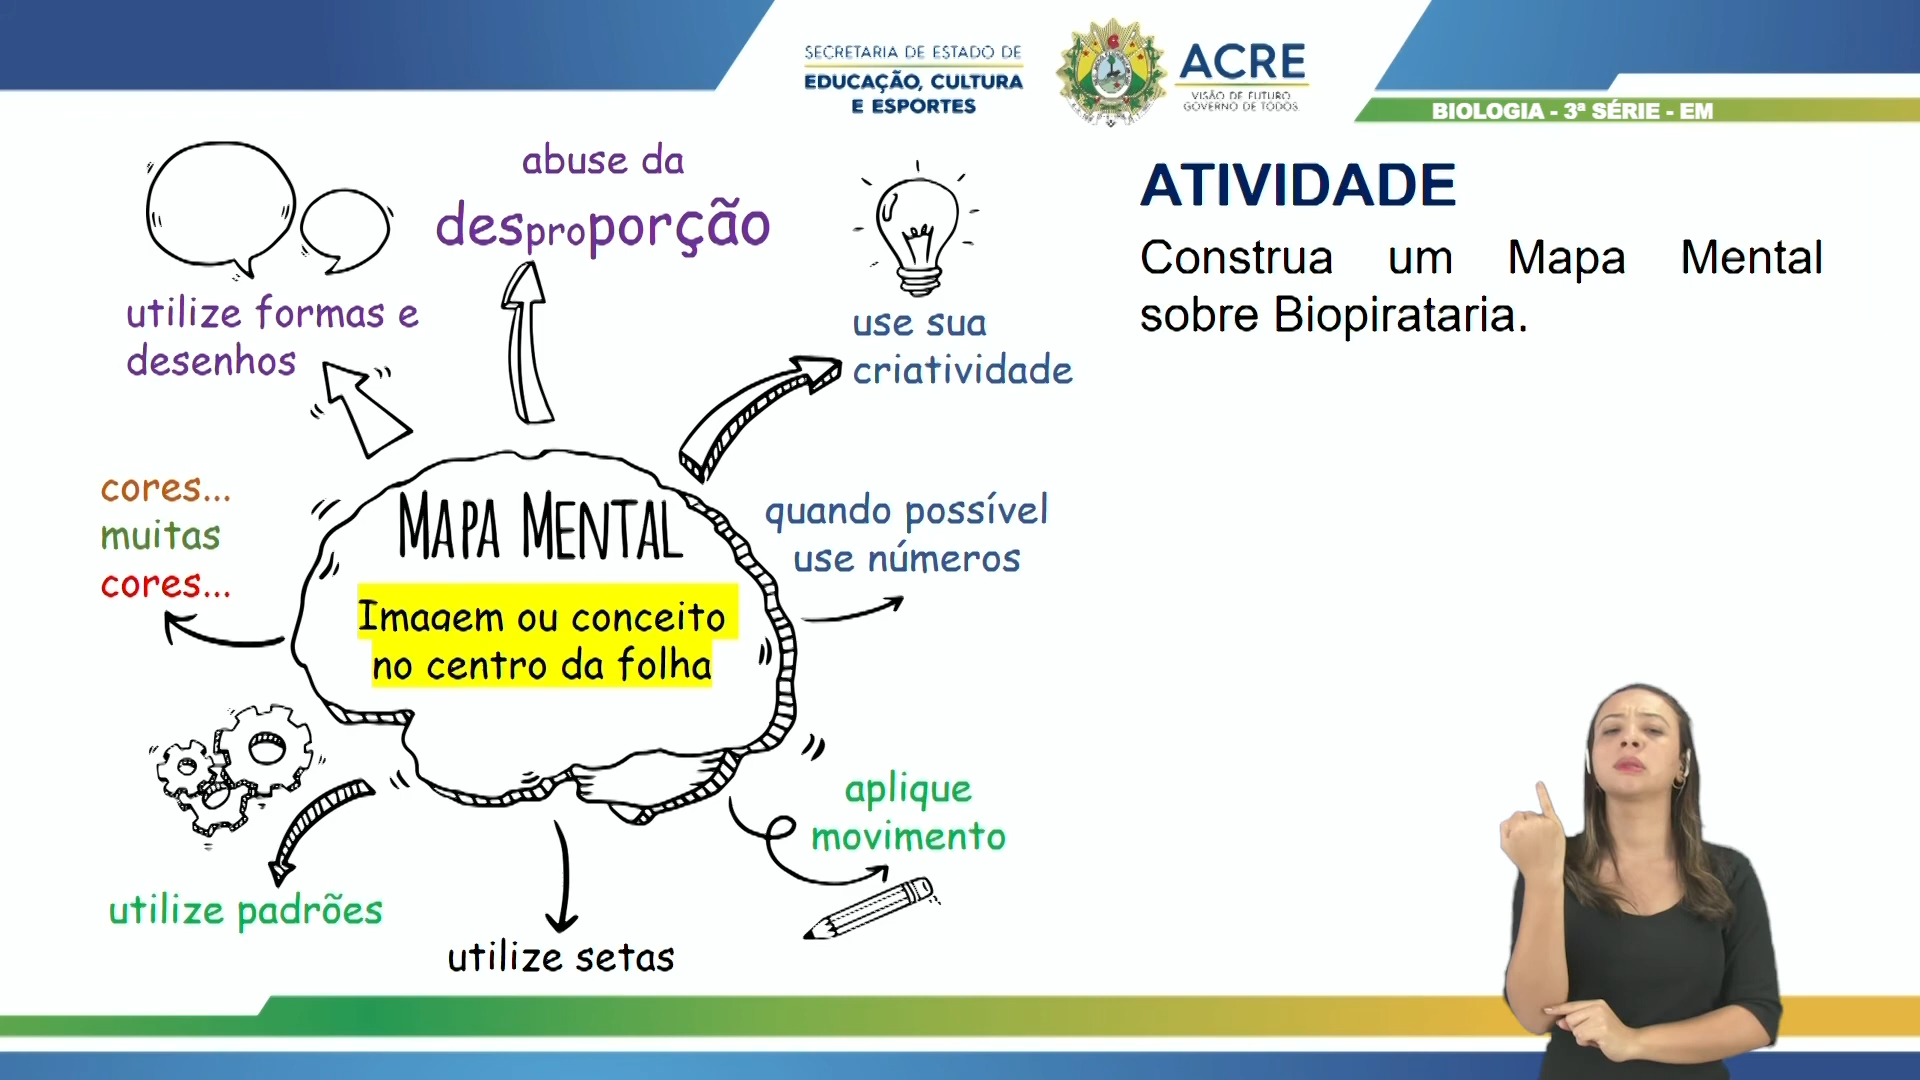 SECRETARIA DE ESTADO DE
EDUCAÇÃO, CULTURA
E ESPORTES
ACRE
VISÃO DE FUTURO
GOVERNO DE TODOS
BIOLOGIA - 3ª SÉRIE - EM
ATIVIDADE
Construa um Mapa Mental
sobre Biopirataria.
abuse da
desproporção
utilize formas e
desenhos
use sua
criatividade
cores...
muitas
cores...
MAPA MENTAL
Imagem ou conceito
no centro da folha
quando possível
use números
aplique
movimento
utilize padrões
utilize setas